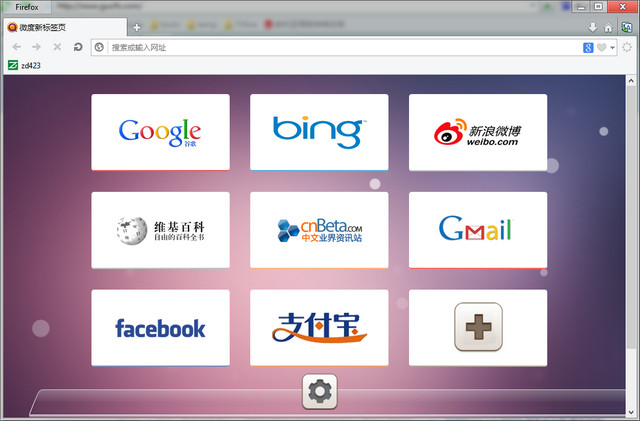 Firefox
微度新标签页
搜索或输入网址
zd423
Google
谷歌
bing
新浪微博
weibo.com
维基百科
自由的百科全书
cnBeta.COM
中文业界资讯站
Gmail
facebook
支付宝